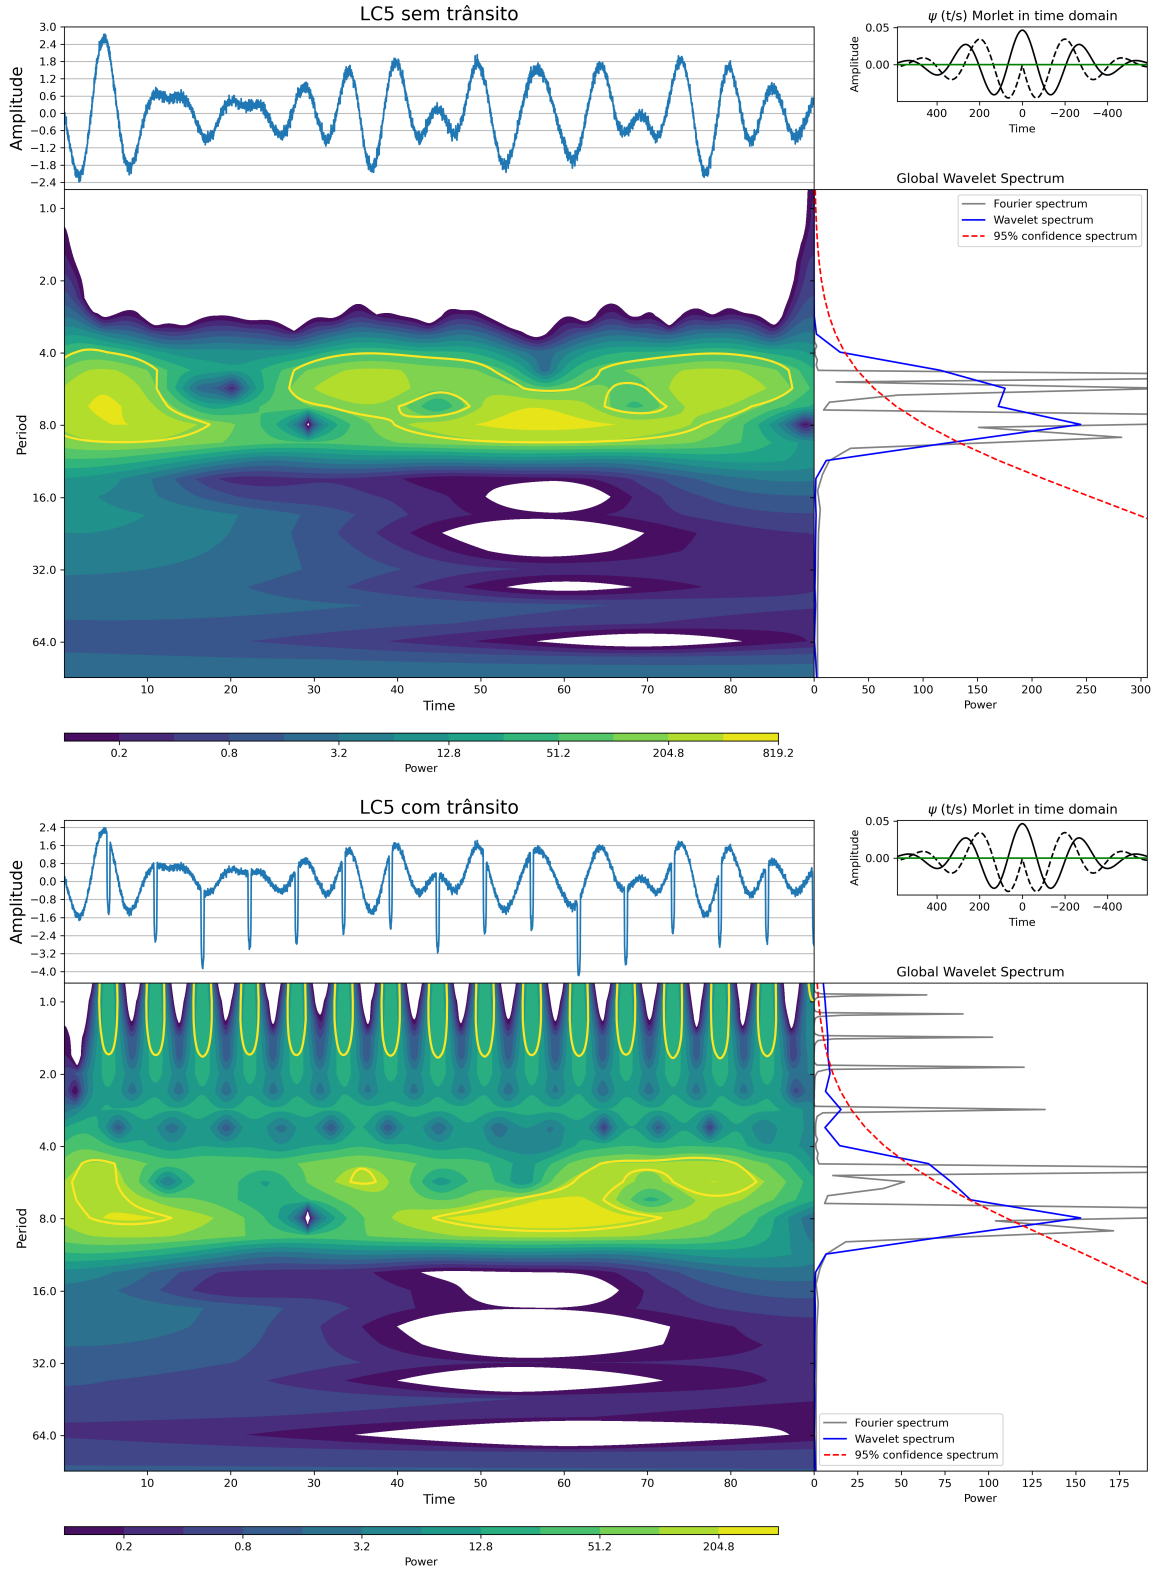 LC5 sem trânsito
ψ (t/s) Morlet in time domain
3.0
2.4
1.8
1.2
0.6
0.0
−0.6
−1.2
−1.8
−2.4
Amplitude
0.05
0.00
Amplitude
400 200 0 −200 −400
Time
Global Wavelet Spectrum
Fourier spectrum
Wavelet spectrum
95% confidence spectrum
1.0
2.0
4.0
8.0
16.0
32.0
64.0
Period
10 20 30 40 50 60 70 80
Time
0 50 100 150 200 250 300
Power
0.2 0.8 3.2 12.8 51.2 204.8 819.2
Power
LC5 com trânsito
ψ (t/s) Morlet in time domain
2.4
1.6
0.8
0.0
−0.8
−1.6
−2.4
−3.2
−4.0
Amplitude
0.05
0.00
Amplitude
400 200 0 −200 −400
Time
Global Wavelet Spectrum
1.0
2.0
4.0
8.0
16.0
32.0
64.0
Period
Fourier spectrum
Wavelet spectrum
95% confidence spectrum
10 20 30 40 50 60 70 80
Time
0 25 50 75 100 125 150 175
Power
0.2 0.8 3.2 12.8 51.2 204.8
Power